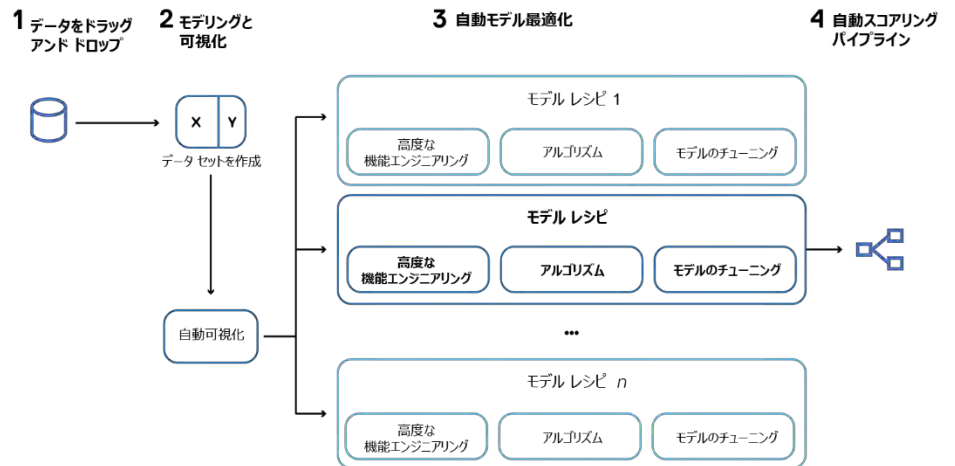 1 データをドラッグ
アンド ドロップ
2 モデリングと
可視化
3 自動モデル最適化
4 自動スコアリング
パイプライン
X Y
データ セットを作成
自動可視化
モデル レシピ 1
高度な
機能エンジニアリング
アルゴリズム
モデルのチューニング
モデル レシピ
高度な
機能エンジニアリング
アルゴリズム
モデルのチューニング
...
モデル レシピ n
高度な
機能エンジニアリング
アルゴリズム
モデルのチューニング